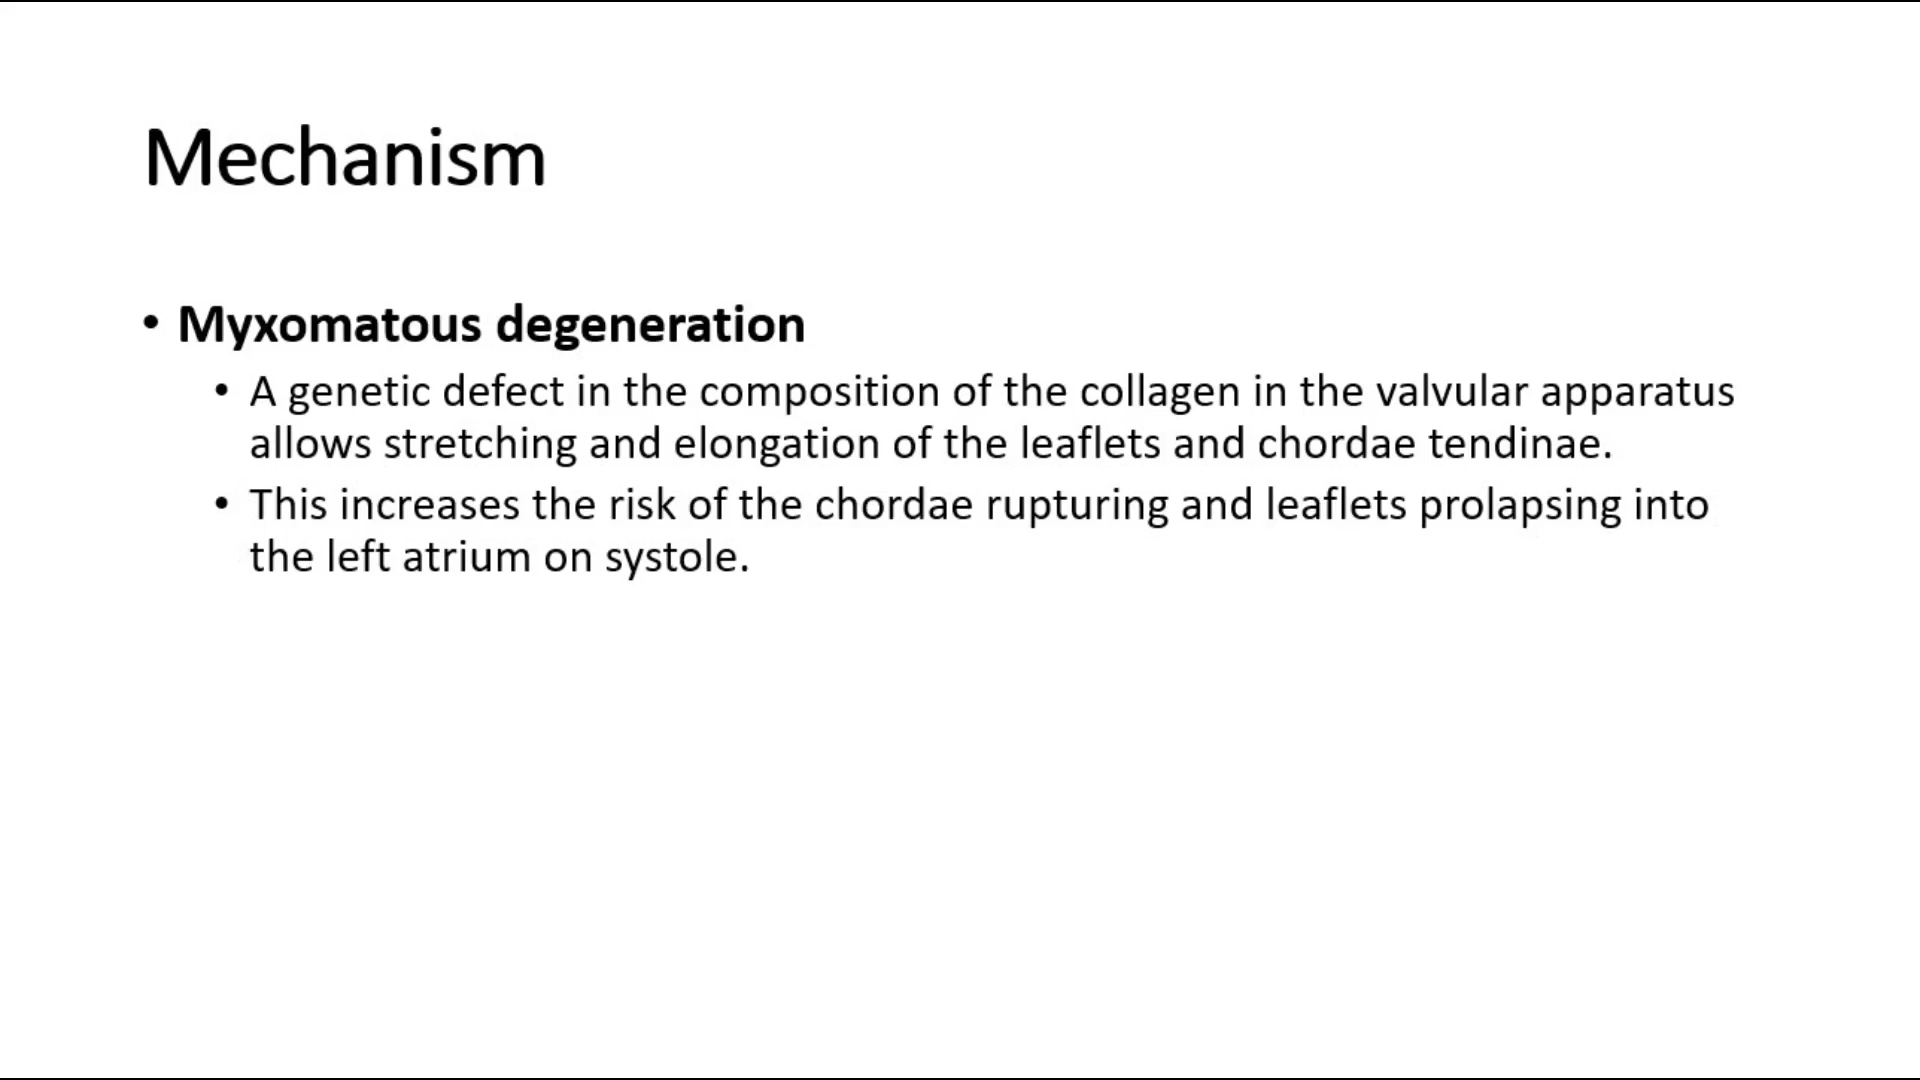 Mechanism
• Myxomatous degeneration
• A genetic defect in the composition of the collagen in the valvular apparatus
allows stretching and elongation of the leaflets and chordae tendinae.
• This increases the risk of the chordae rupturing and leaflets prolapsing into
the left atrium on systole.